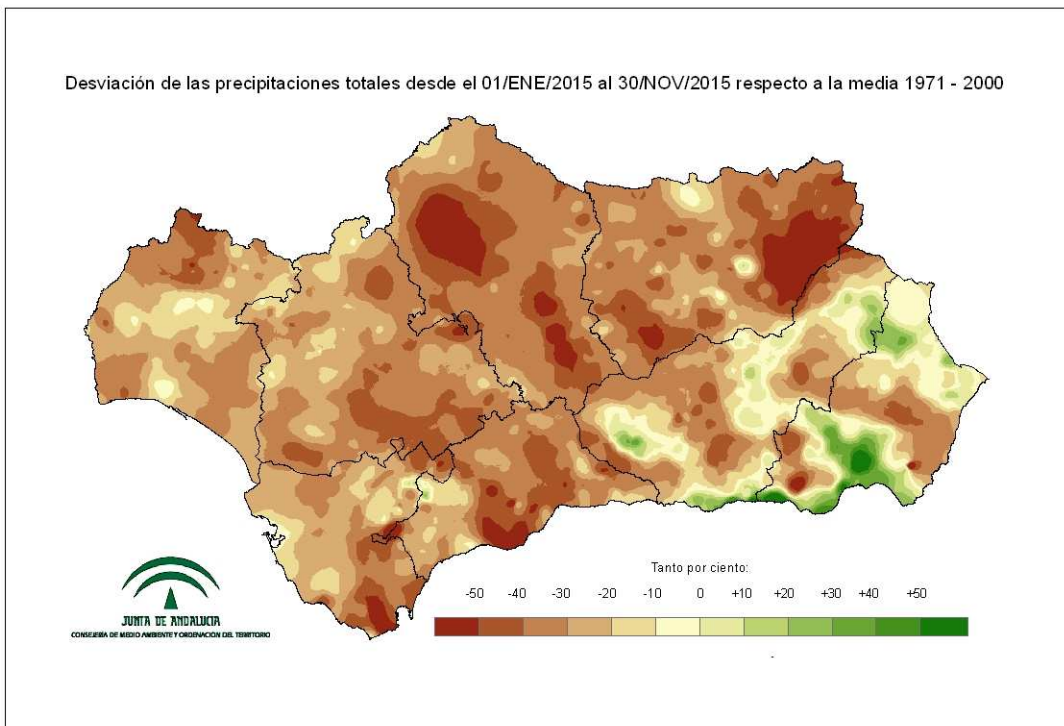 Desviación de las precipitaciones totales desde el 01/ENE/2015 al 30/NOV/2015 respecto a la media 1971 - 2000
Tanto por ciento:
-50 -40 -30 -20 -10 0 +10 +20 +30 +40 +50
JUNTA DE ANDALUCIA
CONSEJERÍA DE MEDIO AMBIENTE Y ORDENACIÓN DEL TERRITORIO